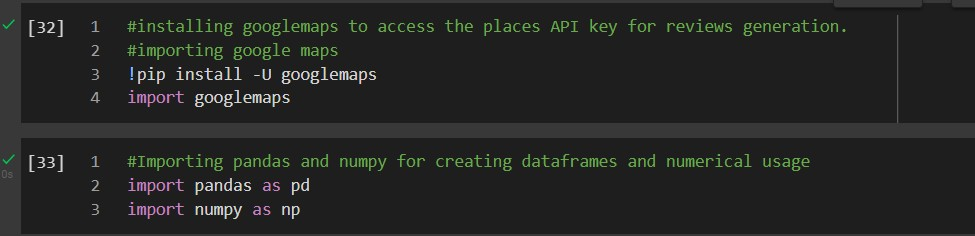 [32] 1 #installing googlemaps to access the places API key for reviews generation.
2 #importing google maps
3 !pip install -U googlemaps
4 import googlemaps
[33] 1 #Importing pandas and numpy for creating dataframes and numerical usage
0s 2 import pandas as pd
3 import numpy as np